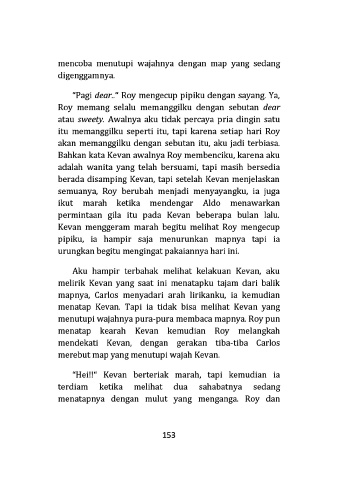 mencoba menutupi wajahnya dengan map yang sedang
digenggamnya.
"Pagi dear.." Roy mengecup pipiku dengan sayang. Ya,
Roy memang selalu memanggilku dengan sebutan dear
atau sweety. Awalnya aku tidak percaya pria dingin satu
itu memanggilku seperti itu, tapi karena setiap hari Roy
akan memanggilku dengan sebutan itu, aku jadi terbiasa.
Bahkan kata Kevan awalnya Roy membenciku, karena aku
adalah wanita yang telah bersuami, tapi masih bersedia
berada disamping Kevan, tapi setelah Kevan menjelaskan
semuanya, Roy berubah menjadi menyayangku, ia juga
ikut marah ketika mendengar Aldo menawarkan
permintaan gila itu pada Kevan beberapa bulan lalu.
Kevan menggeram marah begitu melihat Roy mengecup
pipiku, ia hampir saja menurunkan mapnya tapi ia
urungkan begitu mengingat pakaiannya hari ini.
Aku hampir terbahak melihat kelakuan Kevan, aku
melirik Kevan yang saat ini menatapku tajam dari balik
mapnya, Carlos menyadari arah lirikanku, ia kemudian
menatap Kevan. Tapi ia tidak bisa melihat Kevan yang
menutupi wajahnya pura-pura membaca mapnya. Roy pun
menatap kearah Kevan kemudian Roy melangkah
mendekati Kevan, dengan gerakan tiba-tiba Carlos
merebut map yang menutupi wajah Kevan.
"Hei!!" Kevan berteriak marah, tapi kemudian ia
terdiam ketika melihat dua sahabatnya sedang
menatapnya dengan mulut yang menganga. Roy dan
153